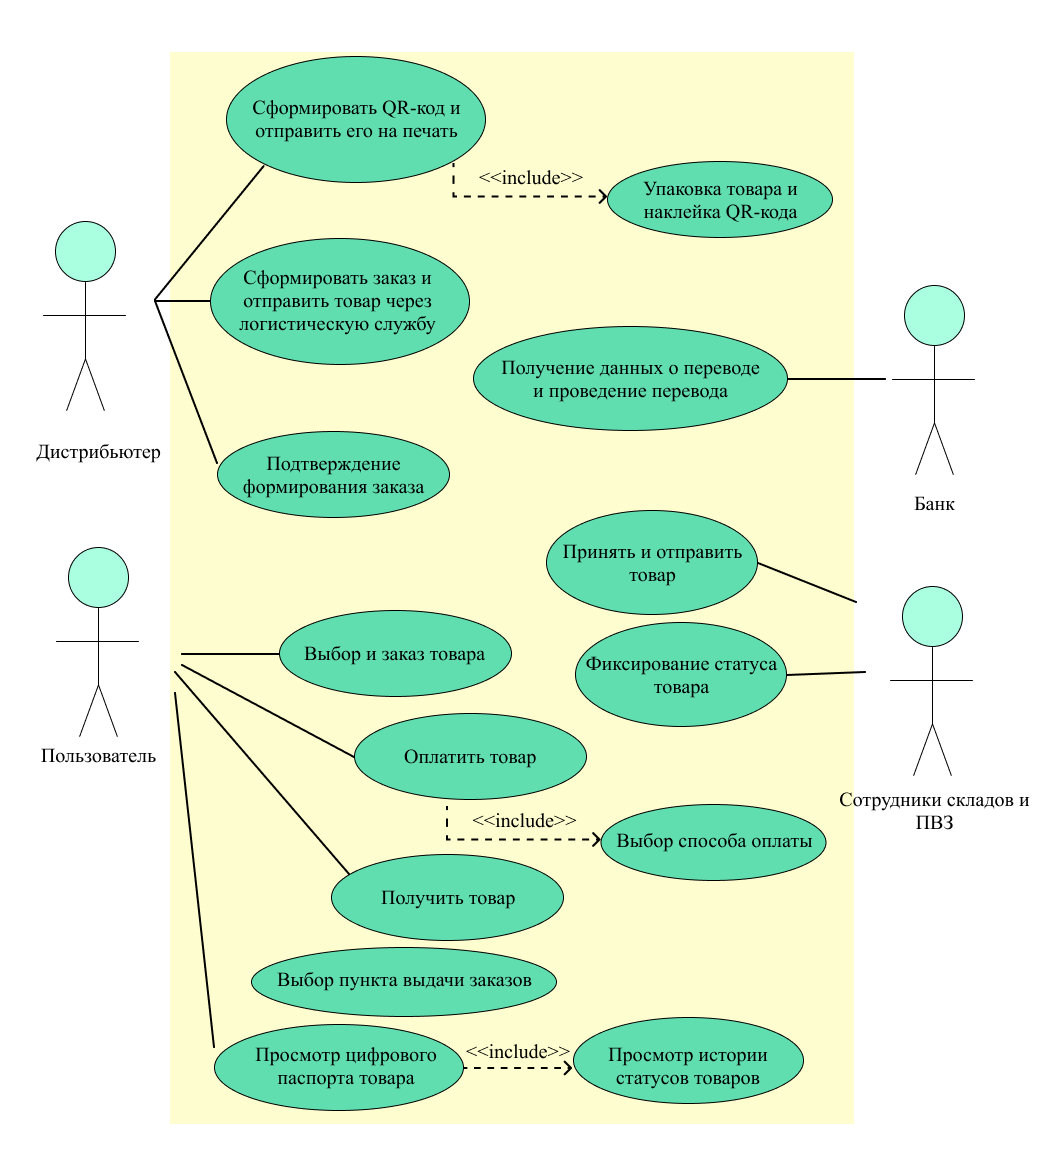 Сформировать QR-код и
отправить его на печать
<<include>>
Упаковка товара и
наклейка QR-кода
Сформировать заказ и
отправить товар через
логистическую службу
Получение данных о переводе
и проведение перевода
Дистрибьютер
Подтверждение
формирования заказа
Банк
Принять и отправить
товар
Выбор и заказ товара
Фиксирование статуса
товара
Пользователь
Оплатить товар
Сотрудники складов и
ПВЗ
<<include>>
Выбор способа оплаты
Получить товар
Выбор пункта выдачи заказов
Просмотр цифрового
паспорта товара
<<include>>
Просмотр истории
статусов товаров